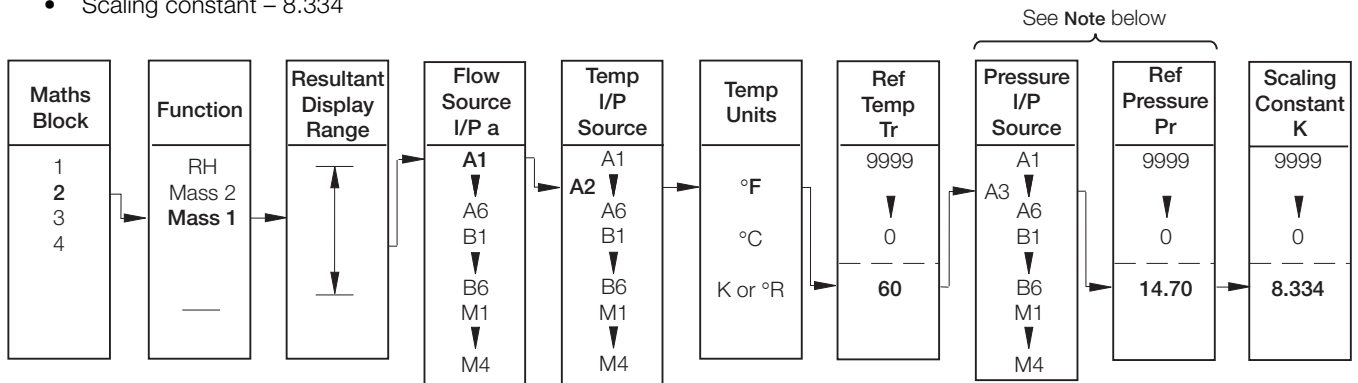 • Scaling constant – 8.334
See Note below
Maths
Block
1
2
3
4
Function
RH
Mass 2
Mass 1
Resultant
Display
Range
Flow
Source
I/P a
A1
A6
B1
B6
M1
M4
Temp
I/P
Source
A1
A2
A6
B1
B6
M1
M4
Temp
Units
°F
°C
K or °R
Ref
Temp
Tr
9999
0
60
Pressure
I/P
Source
A1
A3
A6
B1
B6
M1
M4
Ref
Pressure
Pr
9999
0
14.70
Scaling
Constant
K
9999
0
8.334